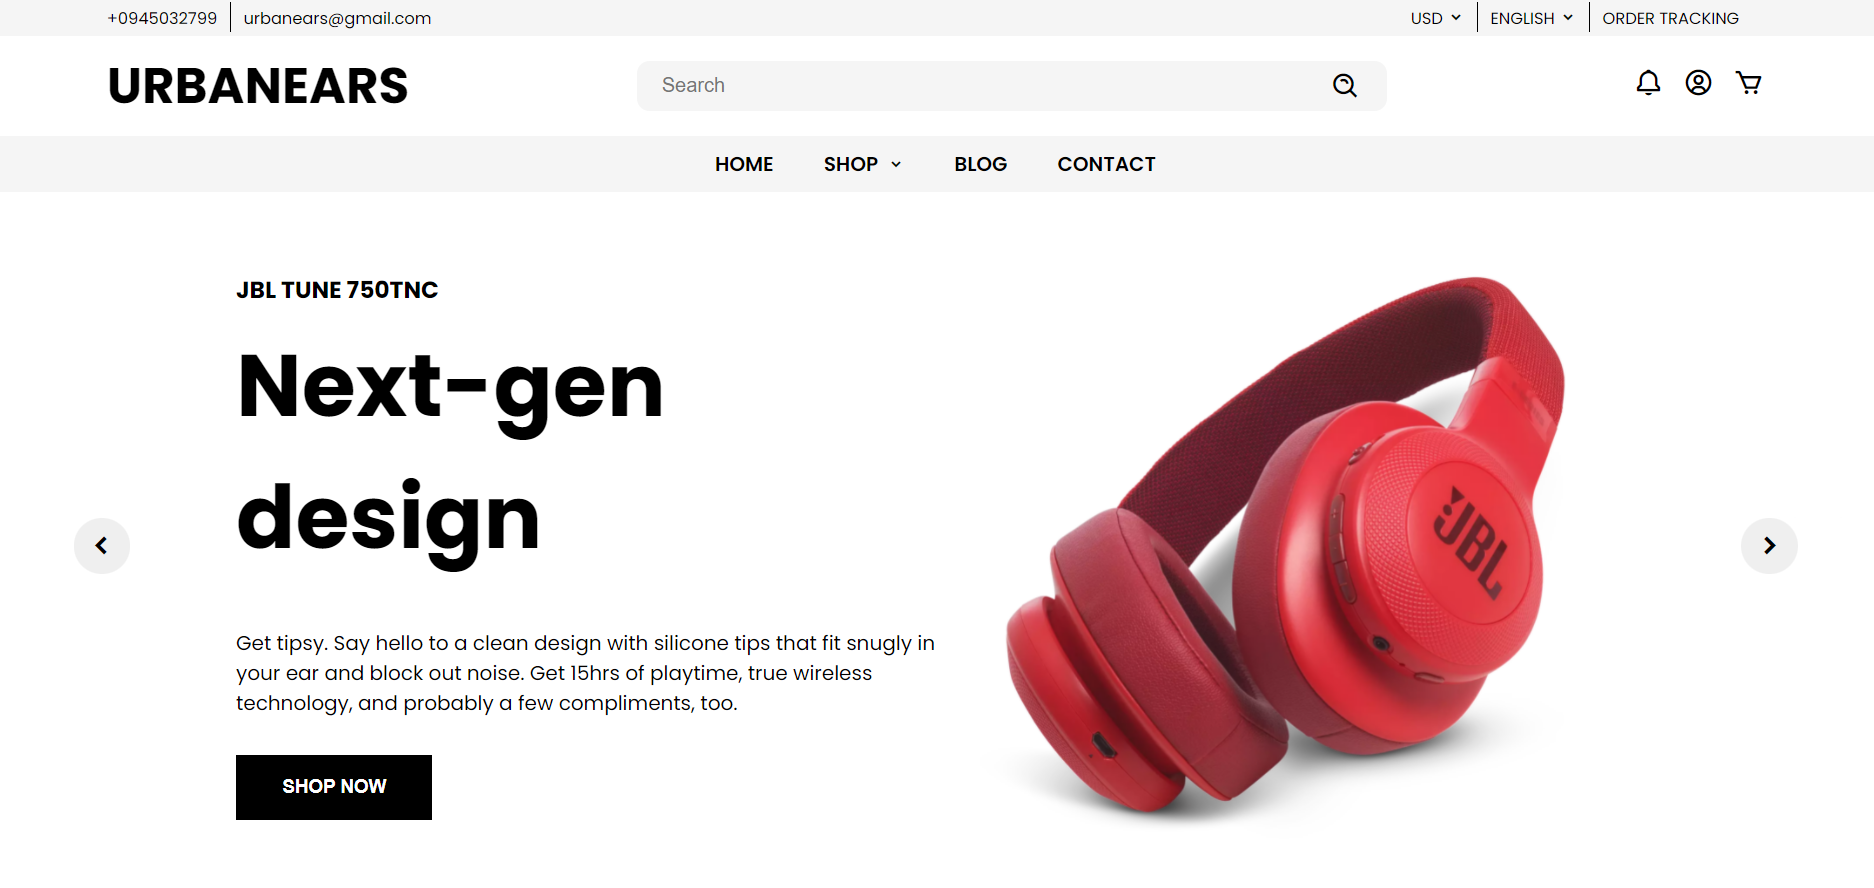 +0945032799
urbanears@gmail.com
USD
ENGLISH
ORDER TRACKING
URBANEARS
Search
HOME
SHOP
BLOG
CONTACT
JBL TUNE 750TNC
Next-gen
design
Get tipsy. Say hello to a clean design with silicone tips that fit snugly in
your ear and block out noise. Get 15hrs of playtime, true wireless
technology, and probably a few compliments, too.
SHOP NOW
JBL